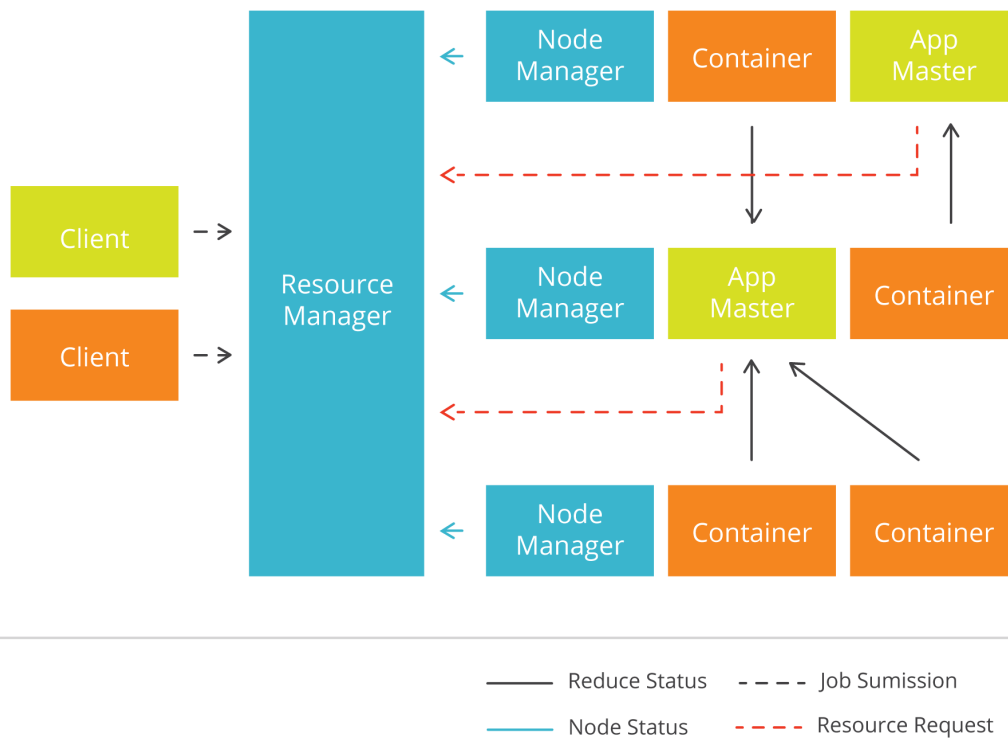 Node
Manager
Container
App
Master
Client
Client
Resource
Manager
Node
Manager
App
Master
Container
Node
Manager
Container
Container
Reduce Status
Job Sumission
Node Status
Resource Request